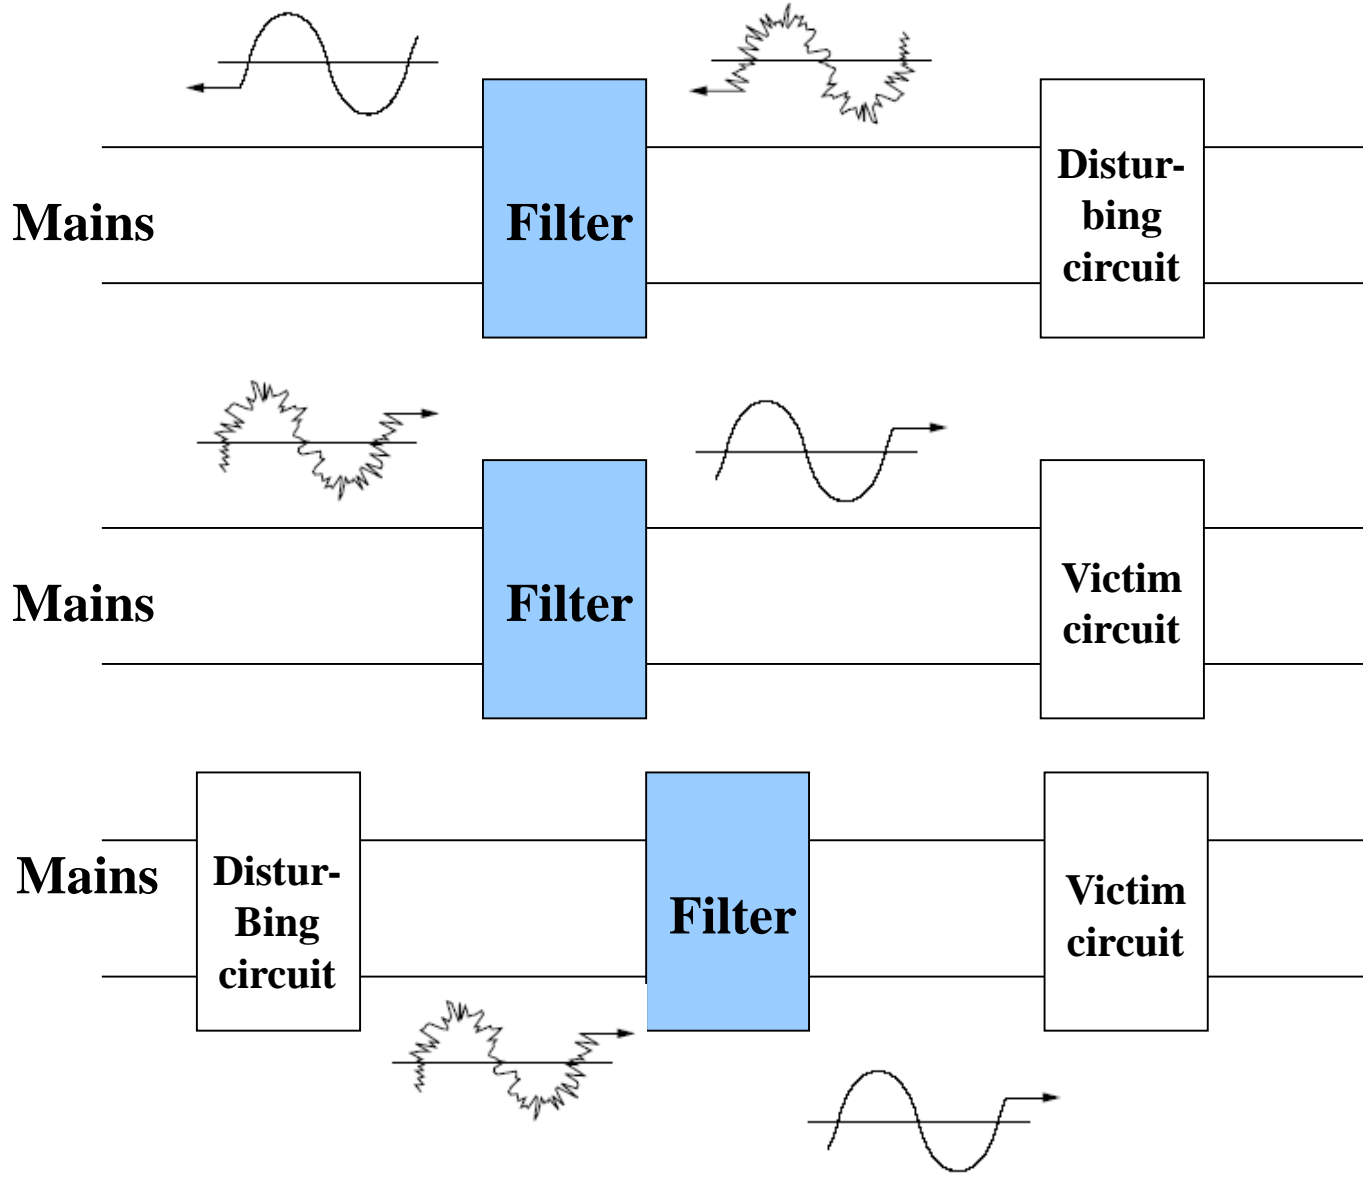 Mains
Filter
Distur-
bing
circuit
Mains
Filter
Victim
circuit
Mains
Distur-
Bing
circuit
Filter
Victim
circuit